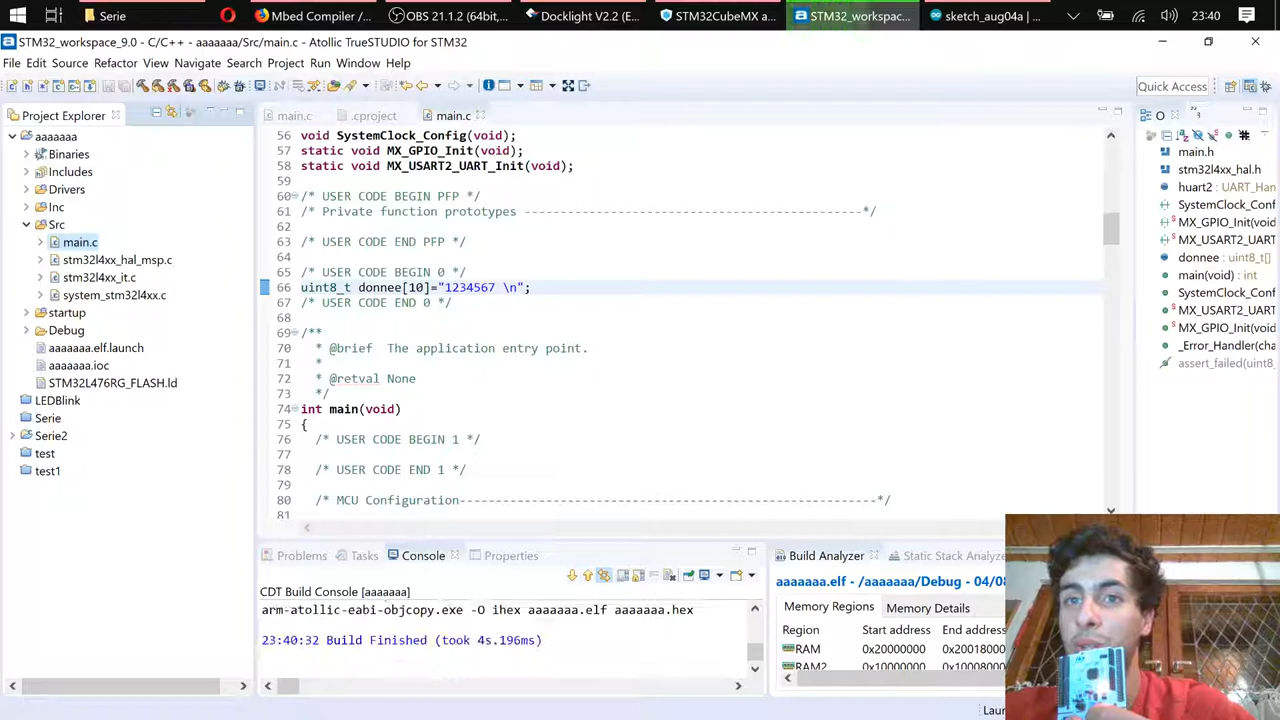 Serie
Mbed Compiler /...
OBS 21.1.2 (64bit,...
Docklight V2.2 (E...
STM32CubeMX a...
STM32_workspac...
sketch_aug04a | ...
23:40
STM32_workspace_9.0 - C/C++ - aaaaaaa/Src/main.c - Atollic TrueSTUDIO for STM32
File Edit Source Refactor View Navigate Search Project Run Window Help
Quick Access
Project Explorer
aaaaaaa
Binaries
Includes
Drivers
Inc
Src
main.c
stm32l4xx_hal_msp.c
stm32l4xx_it.c
system_stm32l4xx.c
startup
Debug
aaaaaaa.elf.launch
aaaaaaa.ioc
STM32L476RG_FLASH.ld
LEDBlink
Serie
Serie2
test
test1
main.c
.cproject
main.c
56 void SystemClock_Config(void);
57 static void MX_GPIO_Init(void);
58 static void MX_USART2_UART_Init(void);
59
60 /* USER CODE BEGIN PFP */
61 /* Private function prototypes -----------------------------------------------*/
62
63 /* USER CODE END PFP */
64
65 /* USER CODE BEGIN 0 */
66 uint8_t donnee[10]="1234567 \n";
67 /* USER CODE END 0 */
68
69 /**
70 * @brief The application entry point.
71 *
72 * @retval None
73 */
74 int main(void)
75 {
76 /* USER CODE BEGIN 1 */
77
78 /* USER CODE END 1 */
79
80 /* MCU Configuration----------------------------------------------------------*/
81
O
main.h
stm32l4xx_hal.h
huart2 : UART_Han
SystemClock_Conf
MX_GPIO_Init(void
MX_USART2_UART_
donnee : uint8_t[]
main(void) : int
SystemClock_Conf
MX_USART2_UART_
MX_GPIO_Init(void
_Error_Handler(cha
assert_failed(uint8_
Problems
Tasks
Console
Properties
CDT Build Console [aaaaaaa]
arm-atollic-eabi-objcopy.exe -O ihex aaaaaaa.elf aaaaaaa.hex
23:40:32 Build Finished (took 4s.196ms)
Build Analyzer
Static Stack Analyze
aaaaaaa.elf - /aaaaaaa/Debug - 04/08
Memory Regions
Memory Details
Region Start address End address
RAM 0x20000000 0x20018000
RAM2 0x10000000 0x10008000
Laun